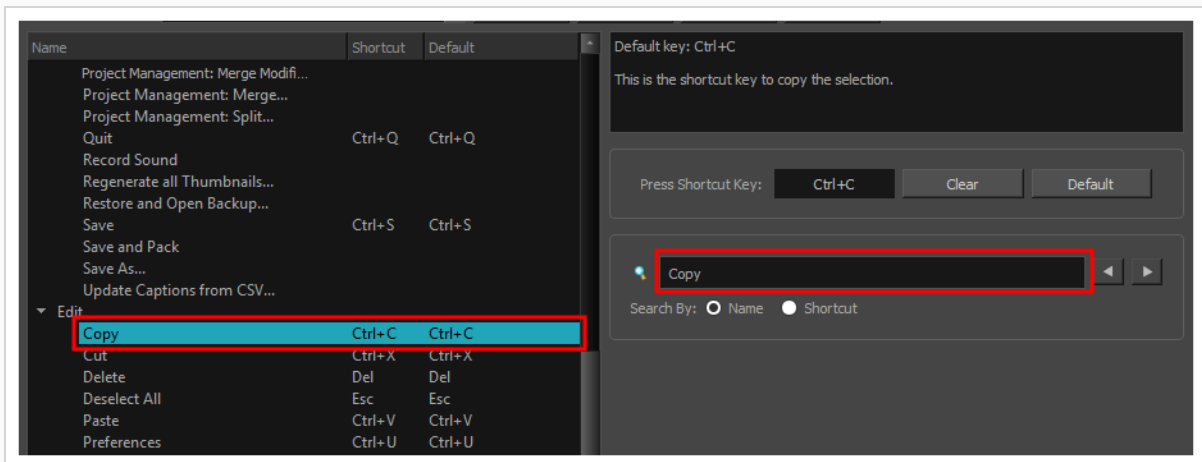 Name Shortcut Default
Project Management: Merge Modifi...
Project Management: Merge...
Project Management: Split...
Quit Ctrl+Q Ctrl+Q
Record Sound
Regenerate all Thumbnails...
Restore and Open Backup...
Save Ctrl+S Ctrl+S
Save and Pack
Save As...
Update Captions from CSV...
Edit
Copy Ctrl+C Ctrl+C
Cut Ctrl+X Ctrl+X
Delete Del Del
Deselect All Esc Esc
Paste Ctrl+V Ctrl+V
Preferences Ctrl+U Ctrl+U
Default key: Ctrl+C
This is the shortcut key to copy the selection.
Press Shortcut Key: Ctrl+C Clear Default
Copy
Search By: Name Shortcut